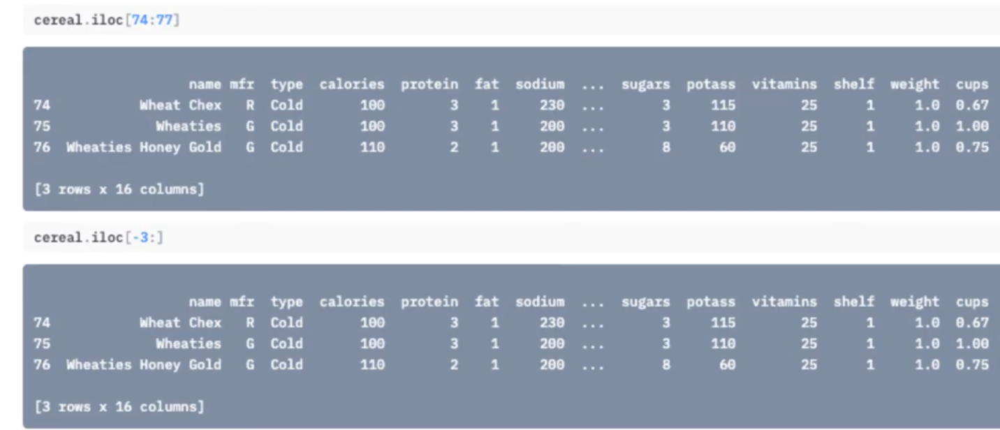 cereal.iloc[74:77]
name mfr type calories protein fat sodium ... sugars potass vitamins shelf weight cups
74 Wheat Chex R Cold 100 3 1 230 ... 3 115 25 1 1.0 0.67
75 Wheaties G Cold 100 3 1 200 ... 3 110 25 1 1.0 1.00
76 Wheaties Honey Gold G Cold 110 2 1 200 ... 8 60 25 1 1.0 0.75
[3 rows x 16 columns]
cereal.iloc[-3:]
name mfr type calories protein fat sodium ... sugars potass vitamins shelf weight cups
74 Wheat Chex R Cold 100 3 1 230 ... 3 115 25 1 1.0 0.67
75 Wheaties G Cold 100 3 1 200 ... 3 110 25 1 1.0 1.00
76 Wheaties Honey Gold G Cold 110 2 1 200 ... 8 60 25 1 1.0 0.75
[3 rows x 16 columns]